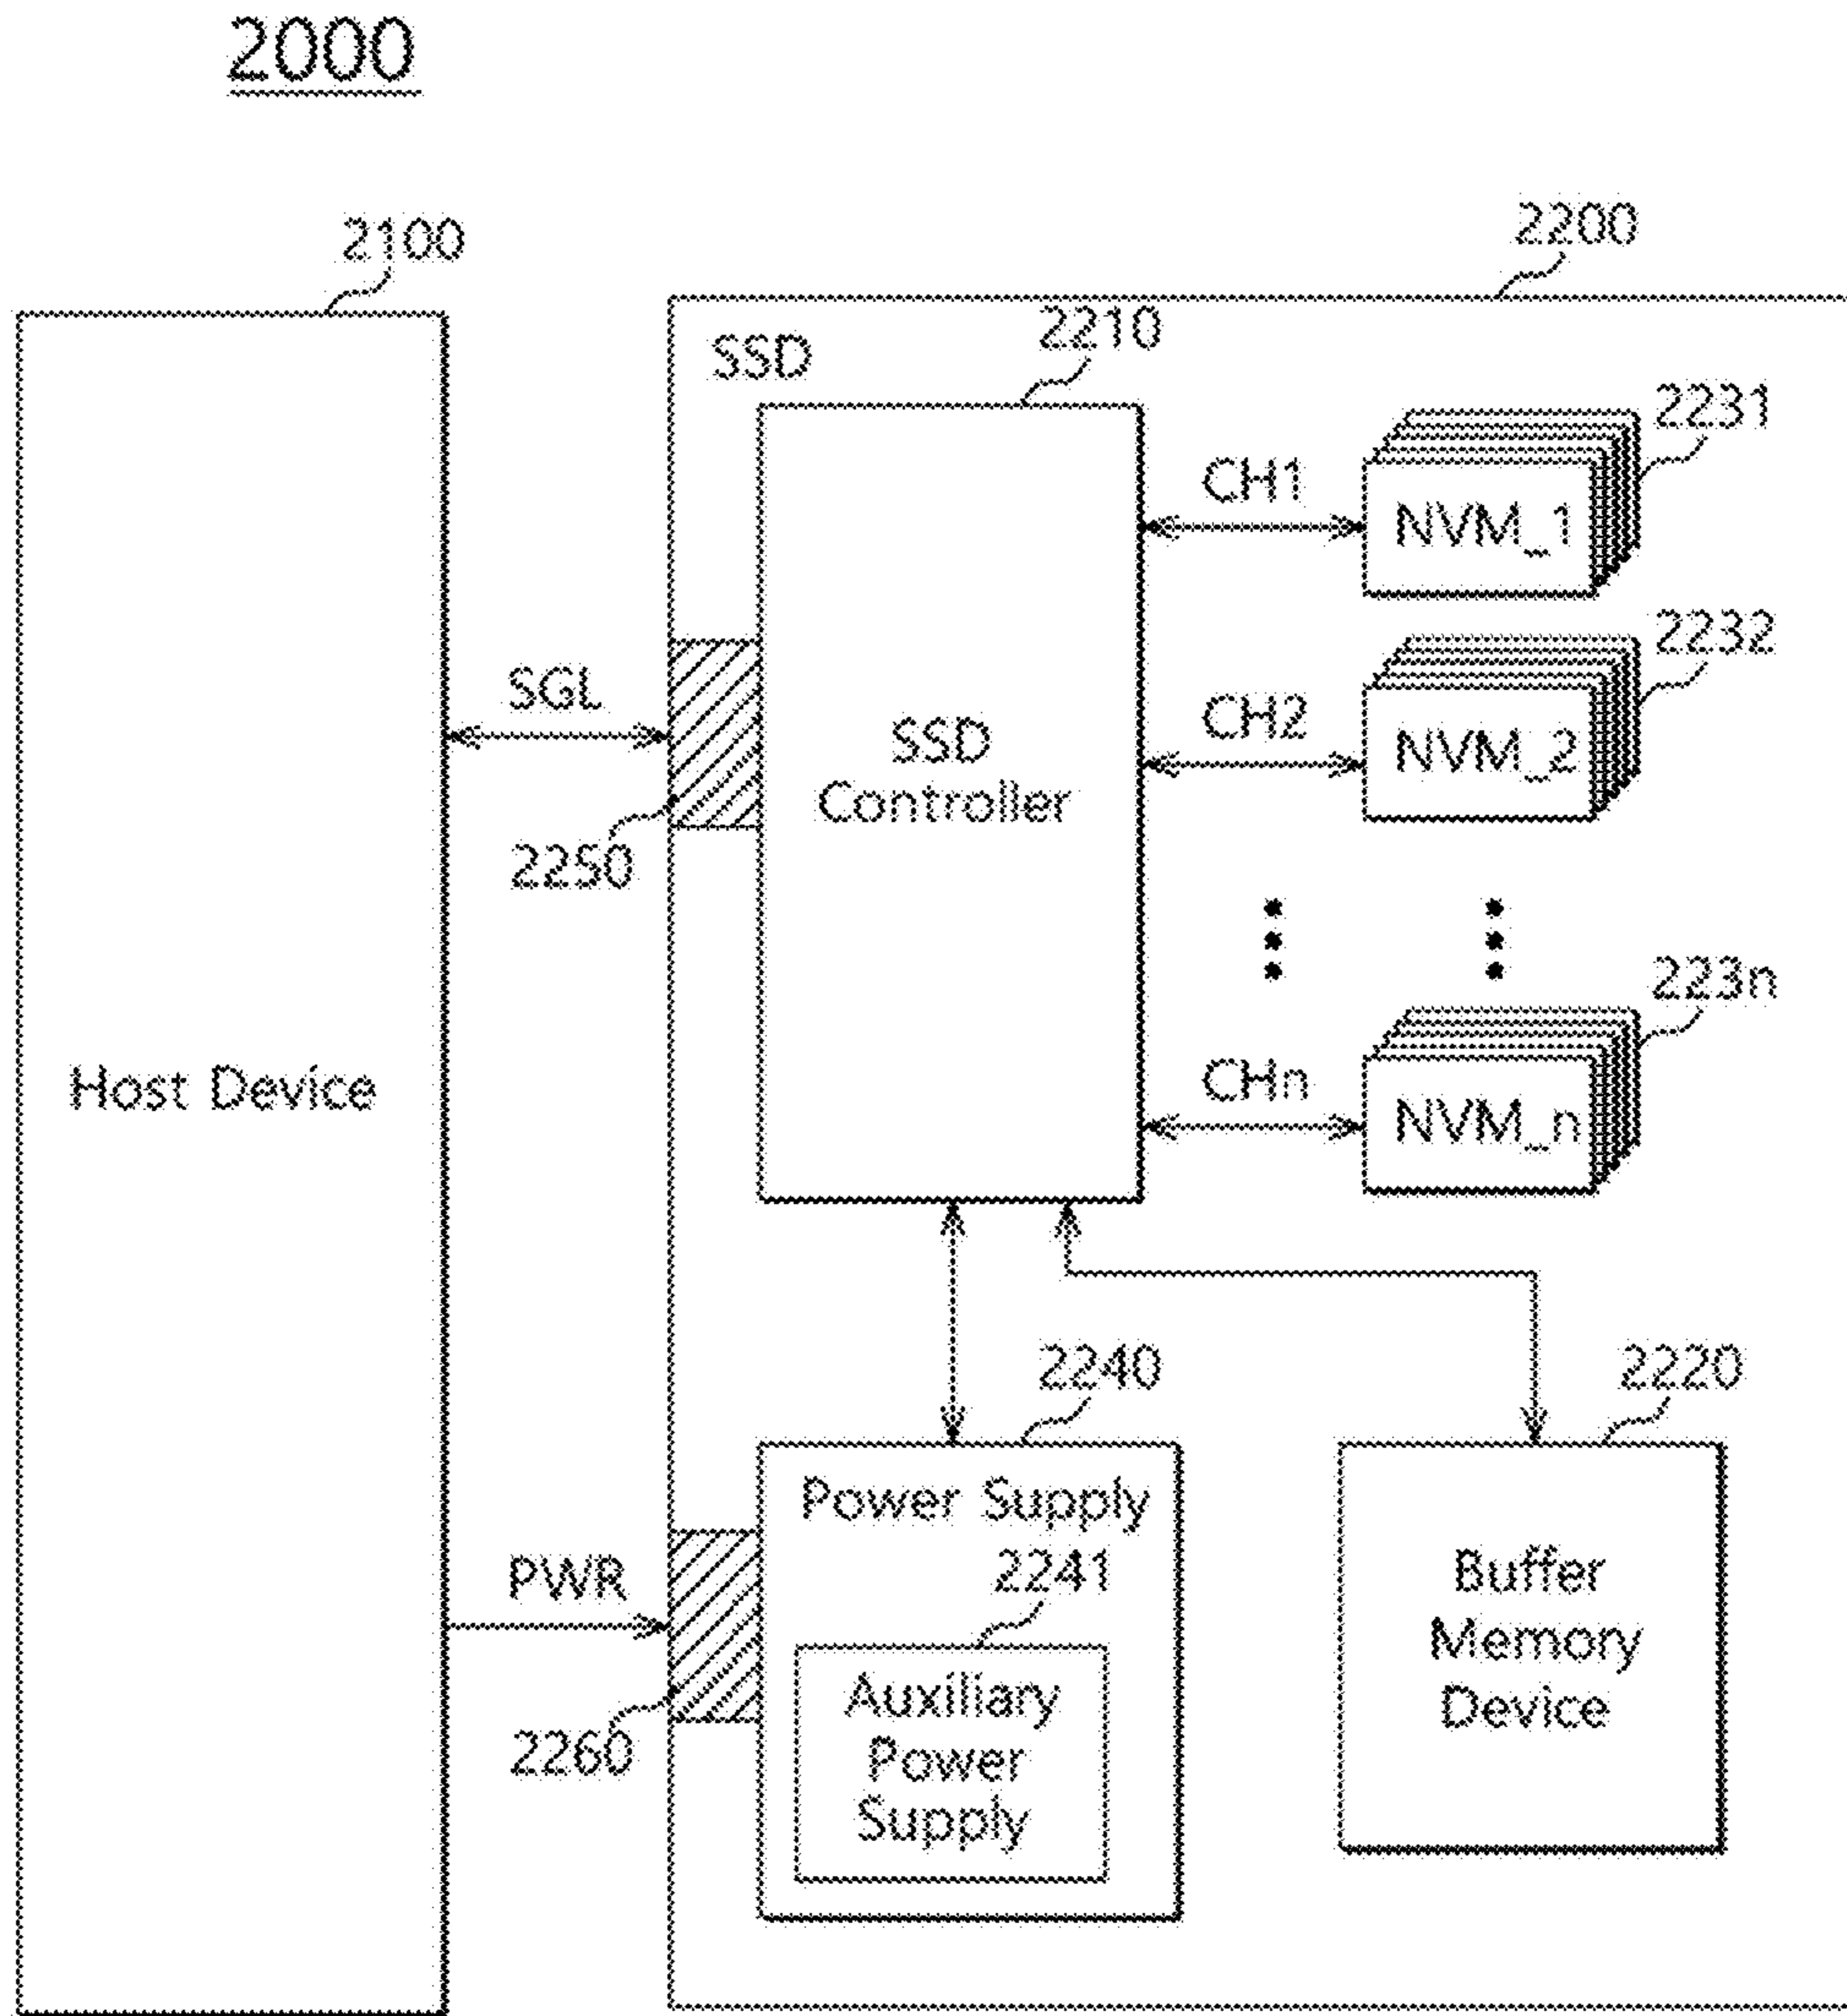 2000
2100
2200
SSD
2210
2231
CH1
NVM_1
2232
SGL
CH2
NVM_2
SSD
Controller
2250
223n
Host Device
CHn
NVM_n
2240
2220
Power Supply
PWR
2241
Buffer
Memory
Device
Auxiliary
Power
Supply
2260